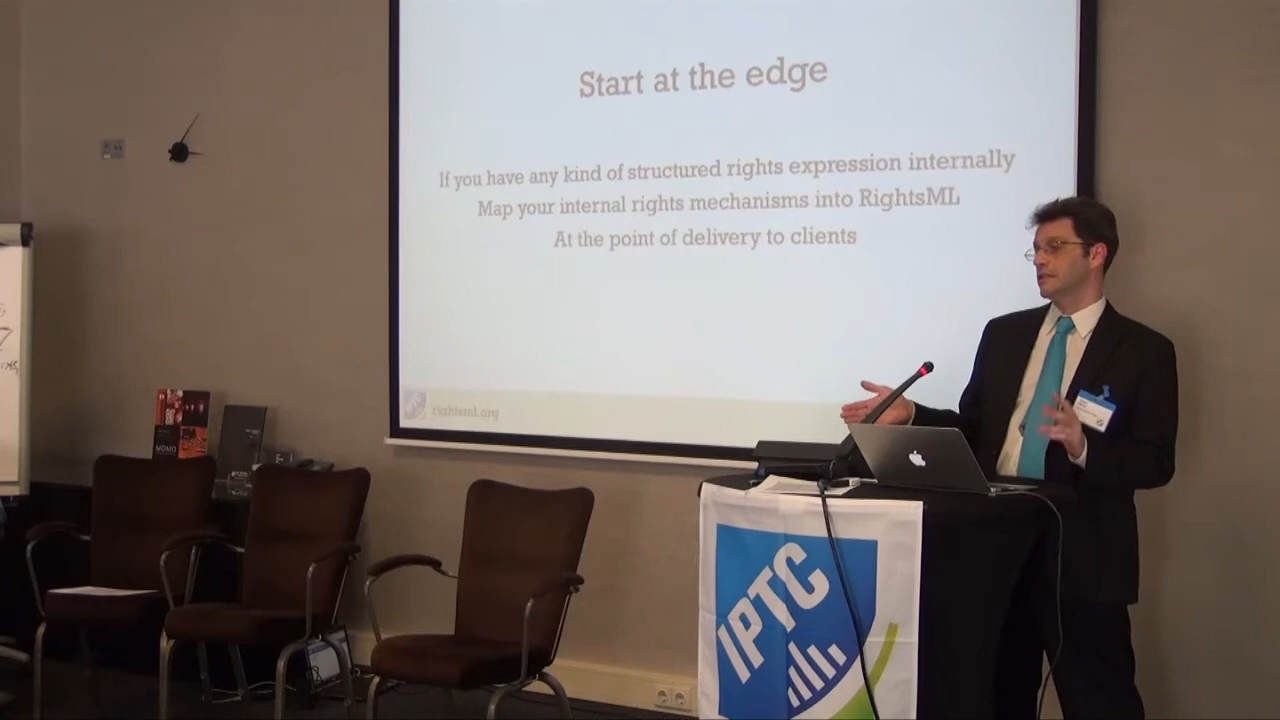 Start at the edge
If you have any kind of structured rights expression internally
Map your internal rights mechanisms into RightsML
At the point of delivery to clients
rightsml.org
MOMO
IPTC